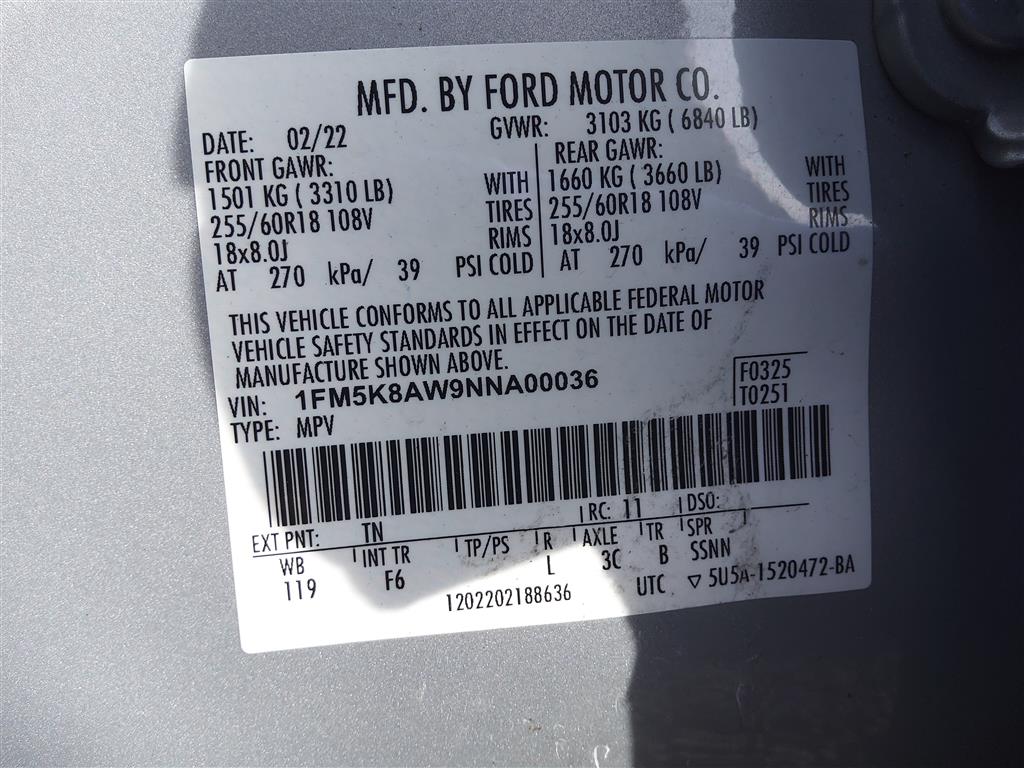 MFD. BY FORD MOTOR CO.
DATE: 02/22 GVWR: 3103 KG ( 6840 LB)
FRONT GAWR: REAR GAWR:
1501 KG ( 3310 LB) WITH 1660 KG ( 3660 LB) WITH
255/60R18 108V TIRES 255/60R18 108V TIRES
18x8.0J RIMS 18x8.0J RIMS
AT 270 kPa/ 39 PSI COLD AT 270 kPa/ 39 PSI COLD
THIS VEHICLE CONFORMS TO ALL APPLICABLE FEDERAL MOTOR
VEHICLE SAFETY STANDARDS IN EFFECT ON THE DATE OF
MANUFACTURE SHOWN ABOVE.
VIN: 1FM5K8AW9NNA00036 F0325
TYPE: MPV T0251
EXT PNT: TN RC: 11 DSO:
WB INT TR TP/PS R AXLE TR SPR
119 F6 L 3C B SSNN
1202202188636 UTC ▽ 5U5A-1520472-BA